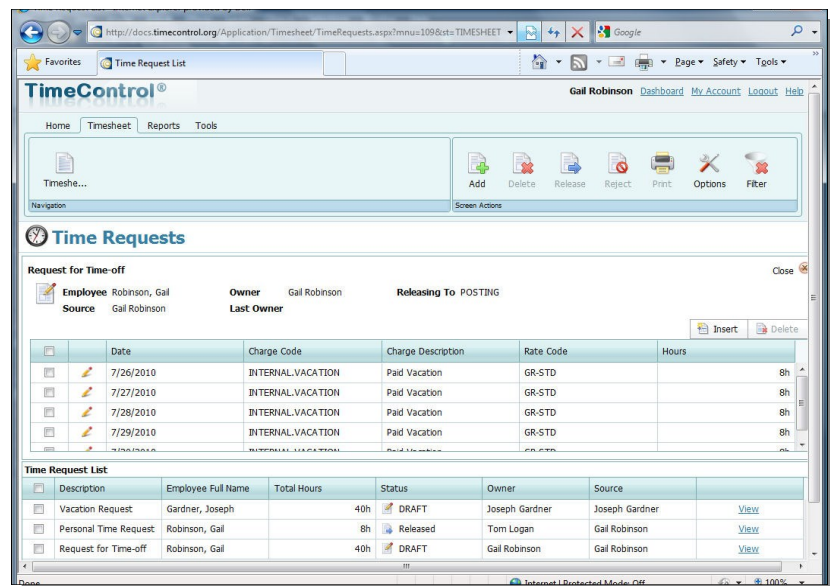 http://docs.timecontrol.org/Application/Timesheet/TimeRequests.aspx?mnu=109&st=TIMESHEET
Google
Favorites
Time Request List
Page Safety Tools
TimeControl®
Gail Robinson Dashboard My Account Logout Help
Home Timesheet Reports Tools
Timeshe... Add Delete Release Reject Print Options Filter
Navigation Screen Actions
Time Requests
Request for Time-off Close
Employee Robinson, Gail Owner Gail Robinson Releasing To POSTING
Source Gail Robinson Last Owner
Insert Delete
Date Charge Code Charge Description Rate Code Hours
7/26/2010 INTERNAL.VACATION Paid Vacation GR-STD 8h
7/27/2010 INTERNAL.VACATION Paid Vacation GR-STD 8h
7/28/2010 INTERNAL.VACATION Paid Vacation GR-STD 8h
7/29/2010 INTERNAL.VACATION Paid Vacation GR-STD 8h
Time Request List
Description Employee Full Name Total Hours Status Owner Source
Vacation Request Gardner, Joseph 40h DRAFT Joseph Gardner Joseph Gardner View
Personal Time Request Robinson, Gail 8h Released Tom Logan Gail Robinson View
Request for Time-off Robinson, Gail 40h DRAFT Gail Robinson Gail Robinson View
Done Internet | Protected Mode: Off 100%